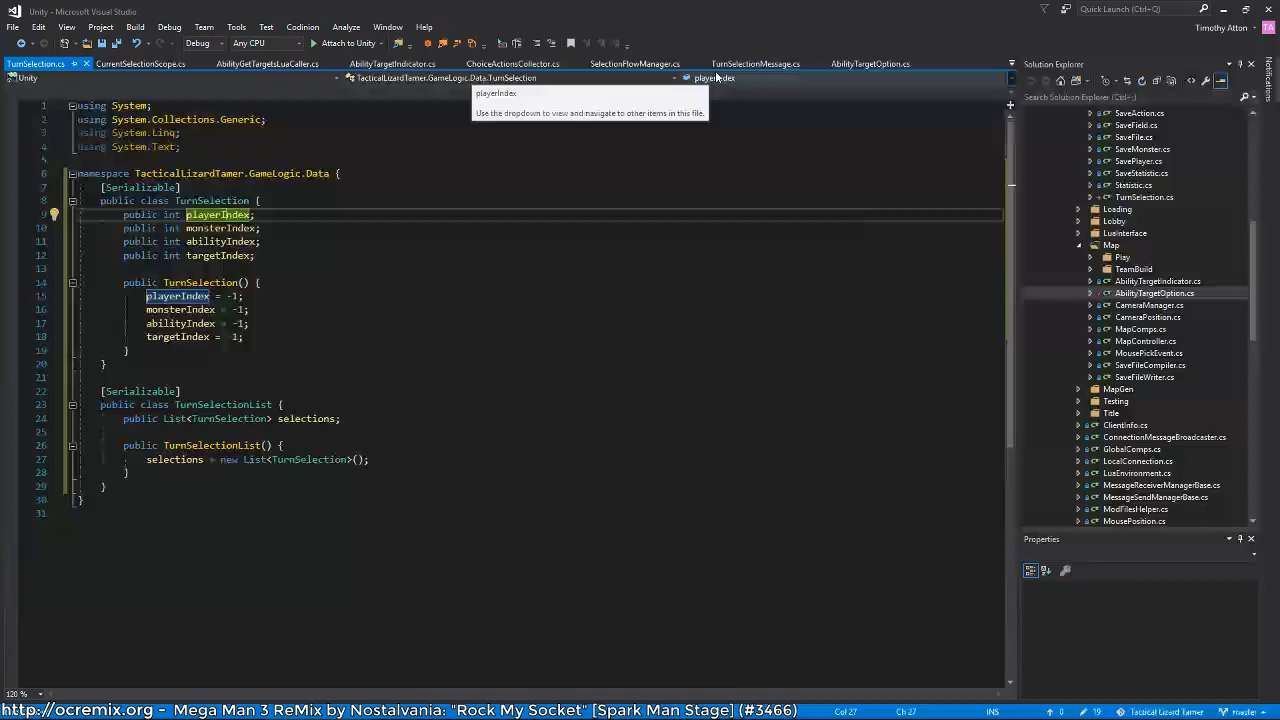 Unity - Microsoft Visual Studio
Quick Launch (Ctrl+Q)
File Edit View Project Build Debug Team Tools Test Coderush Analyze Window Help
Timothy Atton TA
Debug Any CPU Attach to Unity
TurnSelection.cs CurrentSelectionScope.cs AbilityGetTargetsLuaCaller.cs AbilityTargetIndicator.cs ChoiceActionsCollector.cs SelectionFlowManager.cs TurnSelectionMessage.cs AbilityTargetOption.cs
Unity TacticalLizardTamer.GameLogic.Data.TurnSelection playerIndex
playerIndex
Use the dropdown to view and navigate to other items in this file.
1 using System;
2 using System.Collections.Generic;
3 using System.Linq;
4 using System.Text;
5
6 namespace TacticalLizardTamer.GameLogic.Data {
7 [Serializable]
8 public class TurnSelection {
9 public int playerIndex;
10 public int monsterIndex;
11 public int abilityIndex;
12 public int targetIndex;
13
14 public TurnSelection() {
15 playerIndex = -1;
16 monsterIndex = -1;
17 abilityIndex = -1;
18 targetIndex = -1;
19 }
20 }
21
22 [Serializable]
23 public class TurnSelectionList {
24 public List<TurnSelection> selections;
25
26 public TurnSelectionList() {
27 selections = new List<TurnSelection>();
28 }
29 }
30 }
31
120 %
Solution Explorer
Search Solution Explorer (Ctrl+;)
SaveAction.cs
SaveField.cs
SaveFile.cs
SaveMonster.cs
SavePlayer.cs
SaveStatistic.cs
Statistic.cs
TurnSelection.cs
Loading
Lobby
LuaInterface
Map
Play
TeamBuild
AbilityTargetIndicator.cs
AbilityTargetOption.cs
CameraManager.cs
CameraPosition.cs
MapComps.cs
MapController.cs
MousePickEvent.cs
SaveFileCompiler.cs
SaveFileWriter.cs
MapGen
Testing
Title
ClientInfo.cs
ConnectionMessageBroadcaster.cs
GlobalComps.cs
LocalConnection.cs
LuaEnvironment.cs
MessageReceiverManagerBase.cs
MessageSendManagerBase.cs
ModFilesHelper.cs
MousePosition.cs
Properties
Notifications
http://ocremix.org - Mega Man 3 ReMix by Nostalvania: "Rock My Socket" [Spark Man Stage] (#3466)
Col 27 Ch 27 INS 0 19 Tactical Lizard Tamer master